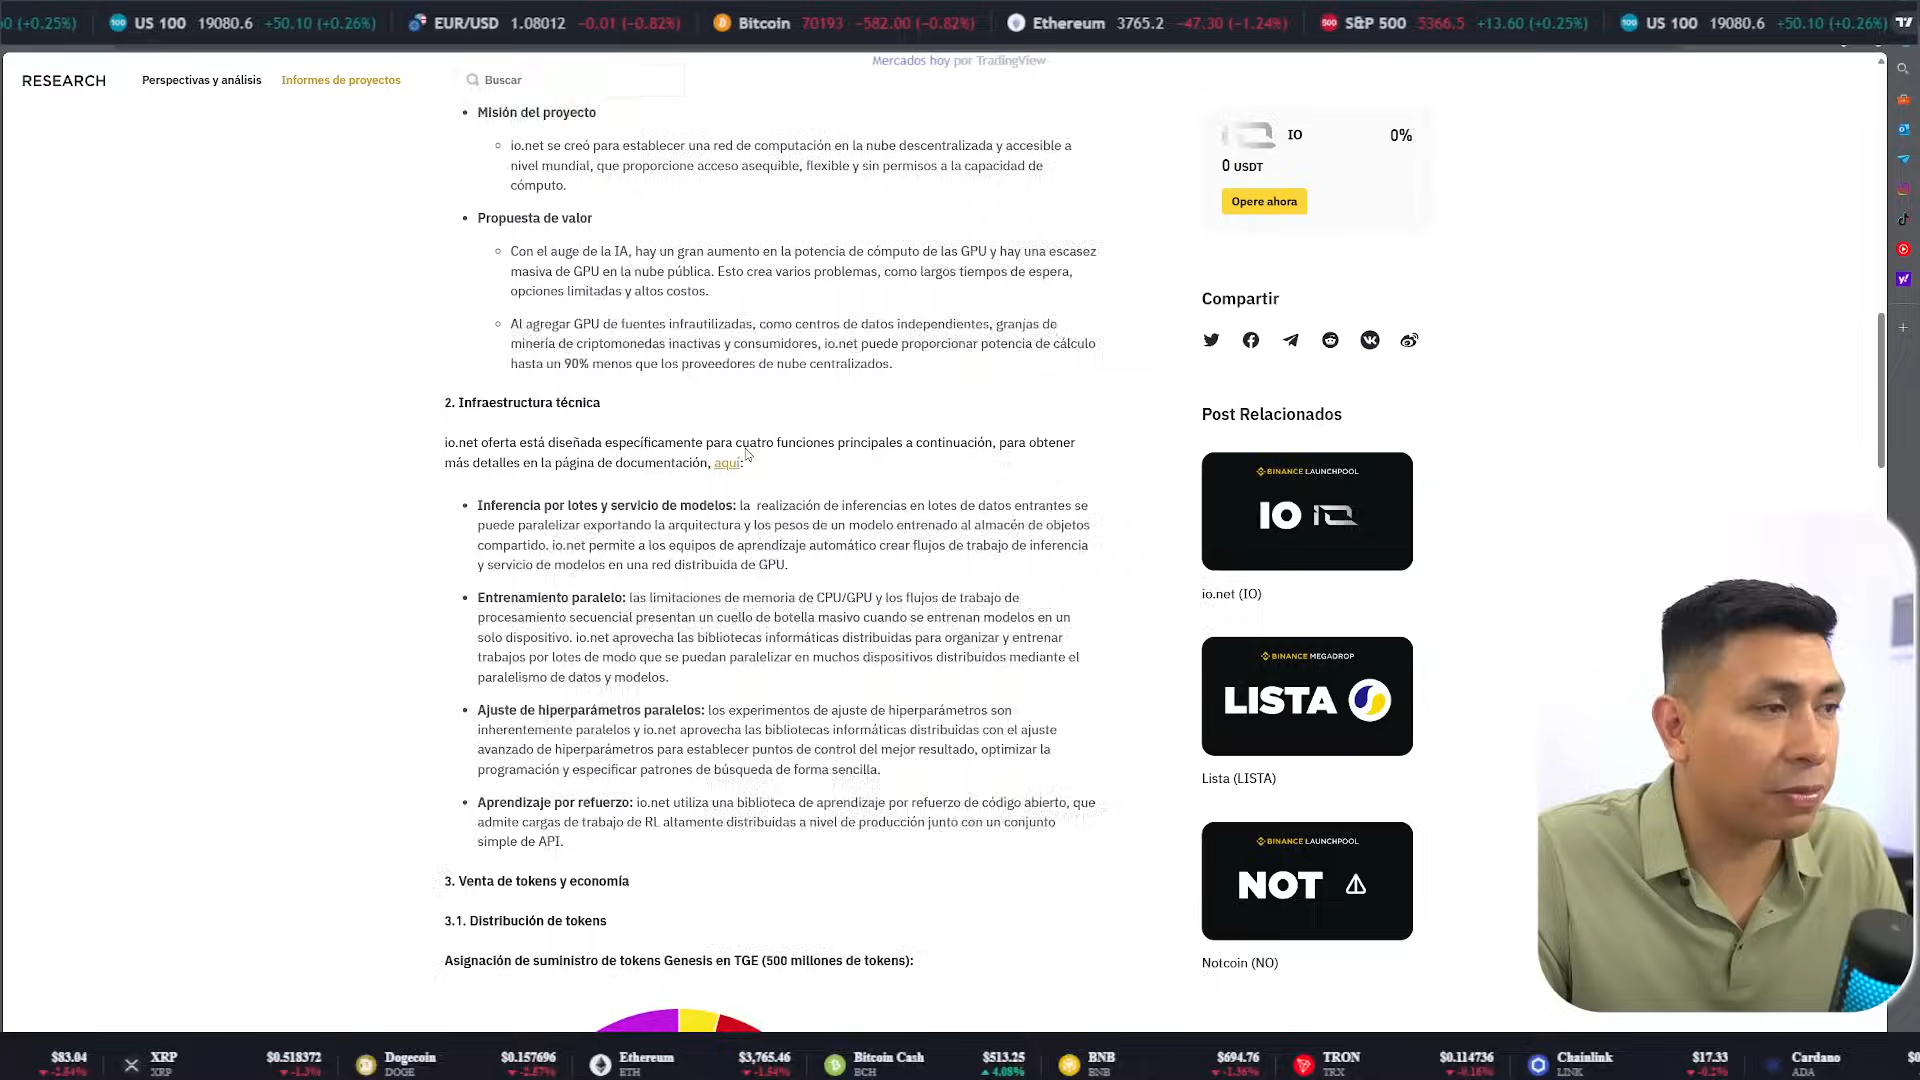 0 (+0.25%) US 100 19080.6 +50.10 (+0.26%) EUR/USD 1.08012 -0.01 (-0.82%) Bitcoin 70193 -582.00 (-0.82%) Ethereum 3765.2 -47.30 (-1.24%) S&P 500 5366.5 +13.60 (+0.25%) US 100 19080.6 +50.10 (+0.26%)
Mercados hoy por TradingView
RESEARCH Perspectivas y análisis Informes de proyectos Buscar
• Misión del proyecto
io.net se creó para establecer una red de computación en la nube descentralizada y accesible a
nivel mundial, que proporcione acceso asequible, flexible y sin permisos a la capacidad de
cómputo.
• Propuesta de valor
Con el auge de la IA, hay un gran aumento en la potencia de cómputo de las GPU y hay una escasez
masiva de GPU en la nube pública. Esto crea varios problemas, como largos tiempos de espera,
opciones limitadas y altos costos.
Al agregar GPU de fuentes infrautilizadas, como centros de datos independientes, granjas de
minería de criptomonedas inactivas y consumidores, io.net puede proporcionar potencia de cálculo
hasta un 90% menos que los proveedores de nube centralizados.
2. Infraestructura técnica
io.net oferta está diseñada específicamente para cuatro funciones principales a continuación, para obtener
más detalles en la página de documentación, aquí:
• Inferencia por lotes y servicio de modelos: la realización de inferencias en lotes de datos entrantes se
puede paralelizar exportando la arquitectura y los pesos de un modelo entrenado al almacén de objetos
compartido. io.net permite a los equipos de aprendizaje automático crear flujos de trabajo de inferencia
y servicio de modelos en una red distribuida de GPU.
• Entrenamiento paralelo: las limitaciones de memoria de CPU/GPU y los flujos de trabajo de
procesamiento secuencial presentan un cuello de botella masivo cuando se entrenan modelos en un
solo dispositivo. io.net aprovecha las bibliotecas informáticas distribuidas para organizar y entrenar
trabajos por lotes de modo que se puedan paralelizar en muchos dispositivos distribuidos mediante el
paralelismo de datos y modelos.
• Ajuste de hiperparámetros paralelos: los experimentos de ajuste de hiperparámetros son
inherentemente paralelos y io.net aprovecha las bibliotecas informáticas distribuidas con el ajuste
avanzado de hiperparámetros para establecer puntos de control del mejor resultado, optimizar la
programación y especificar patrones de búsqueda de forma sencilla.
• Aprendizaje por refuerzo: io.net utiliza una biblioteca de aprendizaje por refuerzo de código abierto, que
admite cargas de trabajo de RL altamente distribuidas a nivel de producción junto con un conjunto
simple de API.
3. Venta de tokens y economía
3.1. Distribución de tokens
Asignación de suministro de tokens Genesis en TGE (500 millones de tokens):
IO 0%
0 USDT
Opere ahora
Compartir
Post Relacionados
BINANCE LAUNCHPOOL
IO
io.net (IO)
BINANCE MEGADROP
LISTA
Lista (LISTA)
BINANCE LAUNCHPOOL
NOT
Notcoin (NO)
$83.04 XRP $0.518372 Dogecoin $0.157696 Ethereum $3,765.46 Bitcoin Cash $513.25 BNB $694.76 TRON $0.114736 Chainlink $17.33 Cardano $0
-2.84% XRP -1.3% DOGE -2.87% ETH -1.54% BCH 4.08% BNB -1.36% TRX -0.16% LINK -0.2% ADA